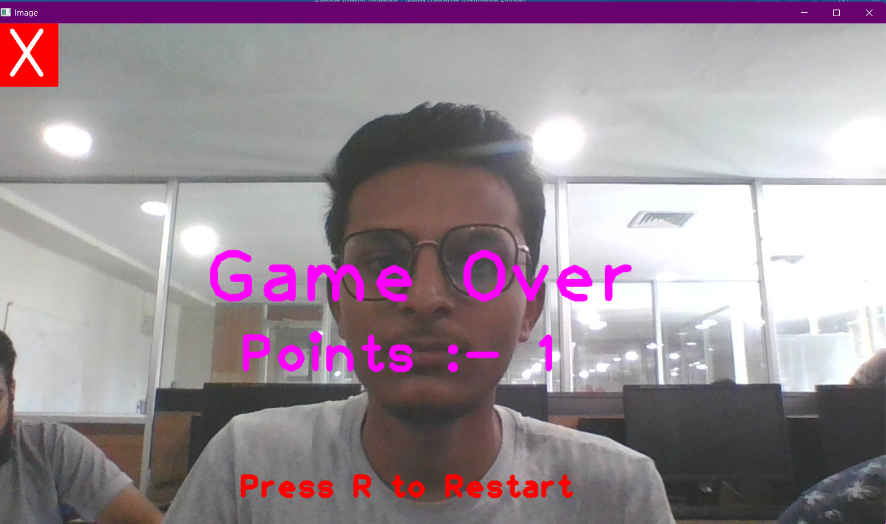 Image
X
Game Over
Points :- 1
Press R to Restart